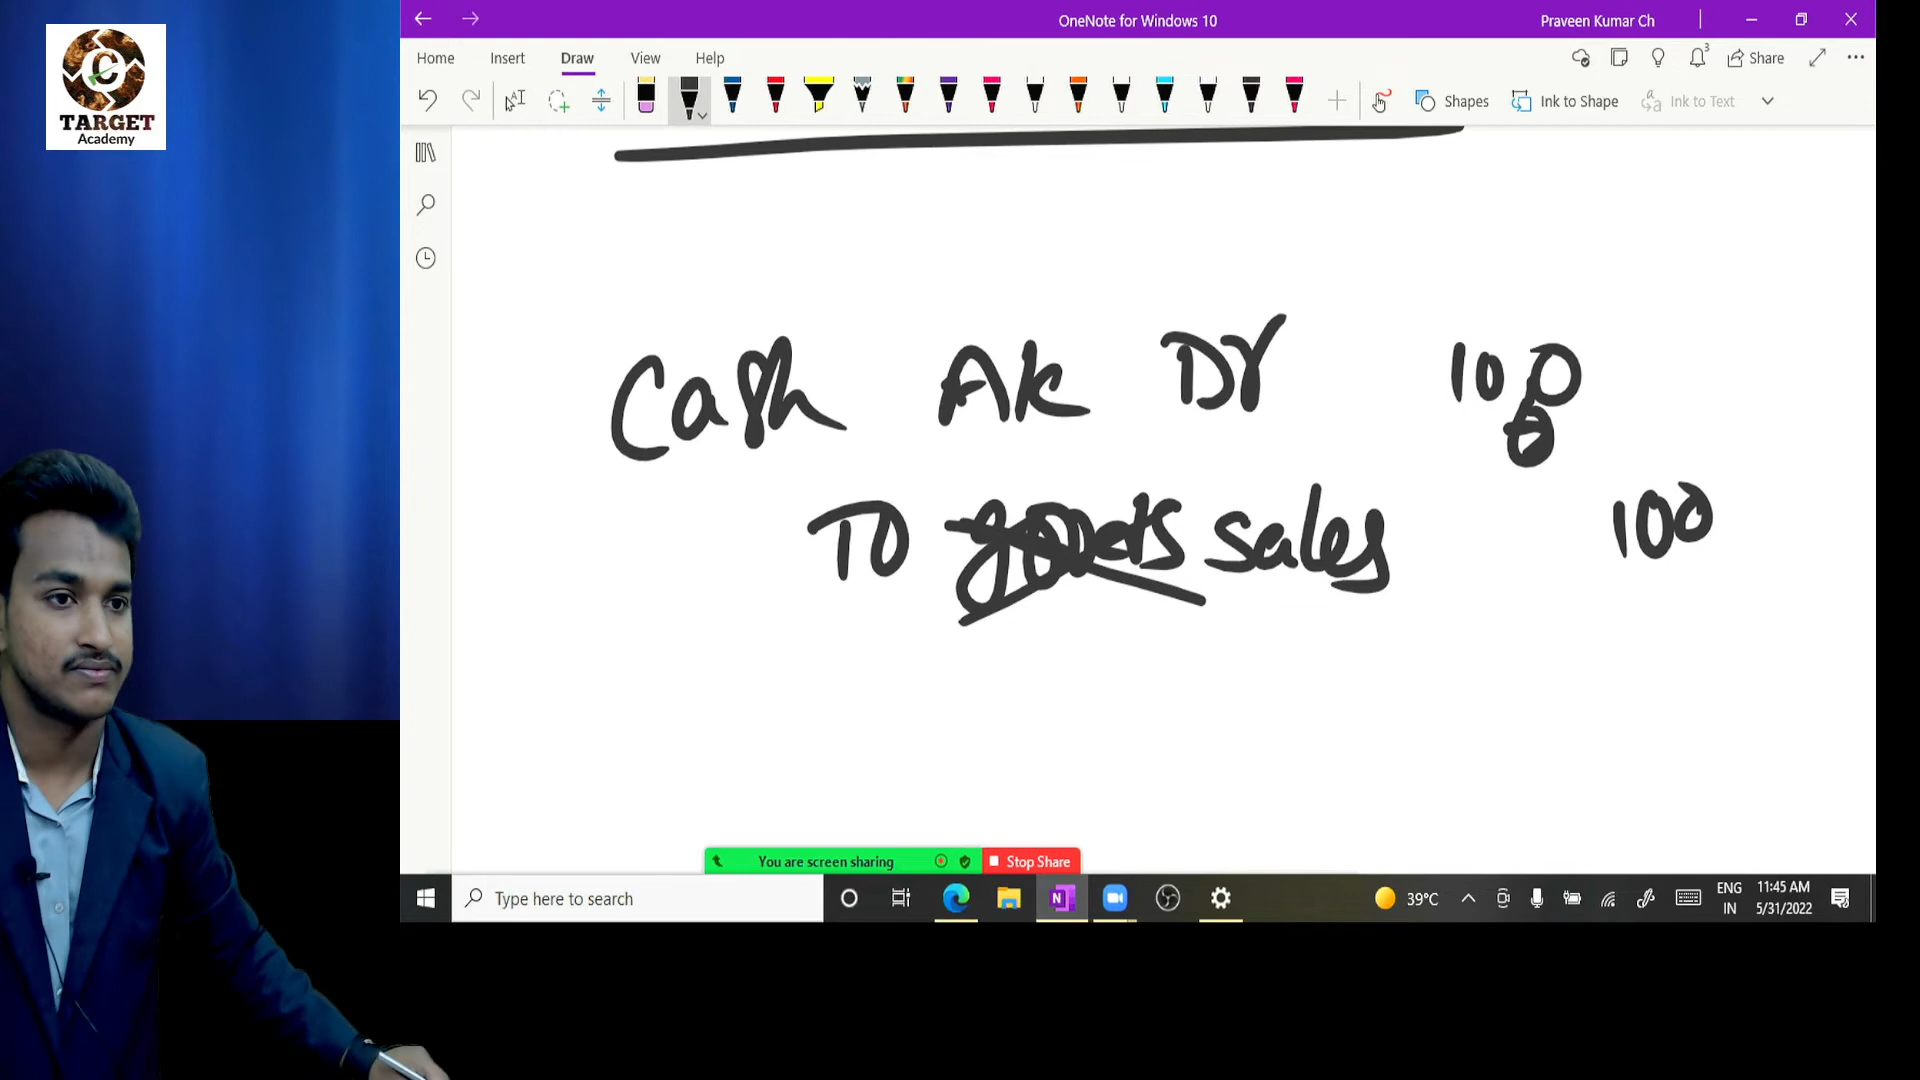 TARGET
Academy
OneNote for Windows 10
Praveen Kumar Ch
Home Insert Draw View Help
3
Share
Shapes
Ink to Shape
Ink to Text
Cash A/c Dr 100
To goods sales 100
You are screen sharing
Stop Share
Type here to search
39°C
ENG
IN
11:45 AM
5/31/2022